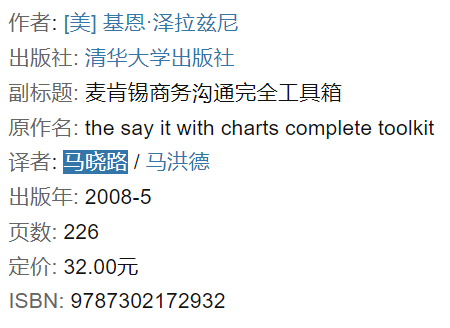 作者: [美] 基恩·泽拉兹尼
出版社: 清华大学出版社
副标题: 麦肯锡商务沟通完全工具箱
原作名: the say it with charts complete toolkit
译者: 马晓路 / 马洪德
出版年: 2008-5
页数: 226
定价: 32.00元
ISBN: 9787302172932